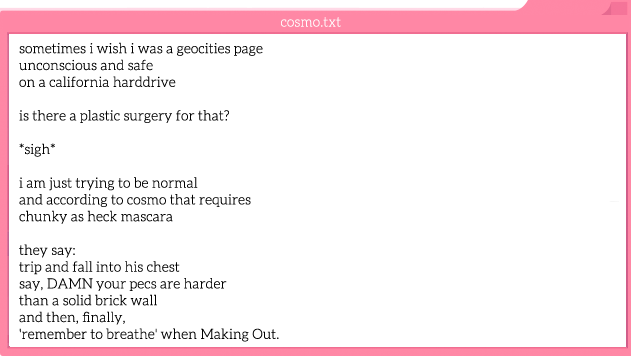 cosmo.txt
sometimes i wish i was a geocities page
unconscious and safe
on a california harddrive
is there a plastic surgery for that?
*sigh*
i am just trying to be normal
and according to cosmo that requires
chunky as heck mascara
they say:
trip and fall into his chest
say, DAMN your pecs are harder
than a solid brick wall
and then, finally,
'remember to breathe' when Making Out.